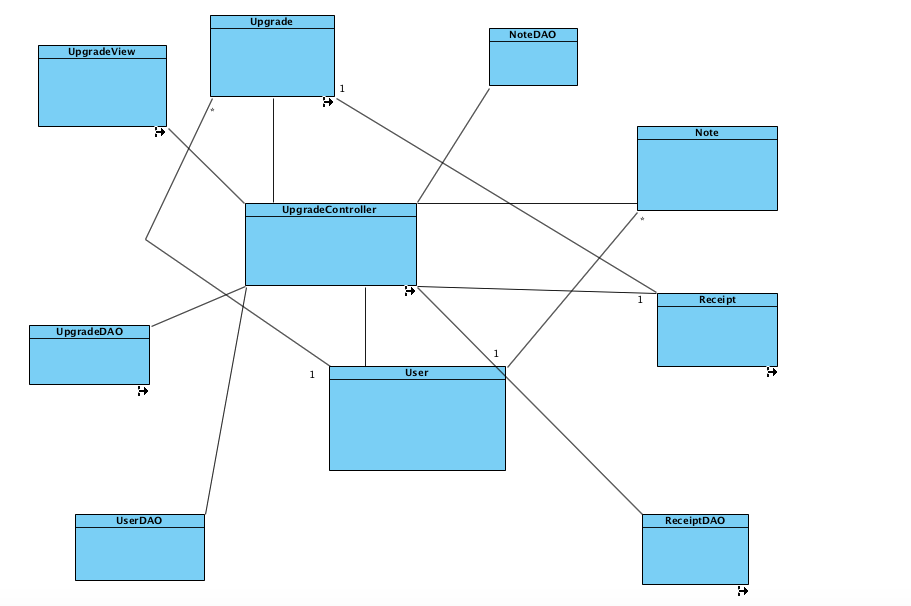 Upgrade
NoteDAO
UpgradeView
1
*
Note
UpgradeController
*
Receipt
1
UpgradeDAO
1
User
1
UserDAO
ReceiptDAO